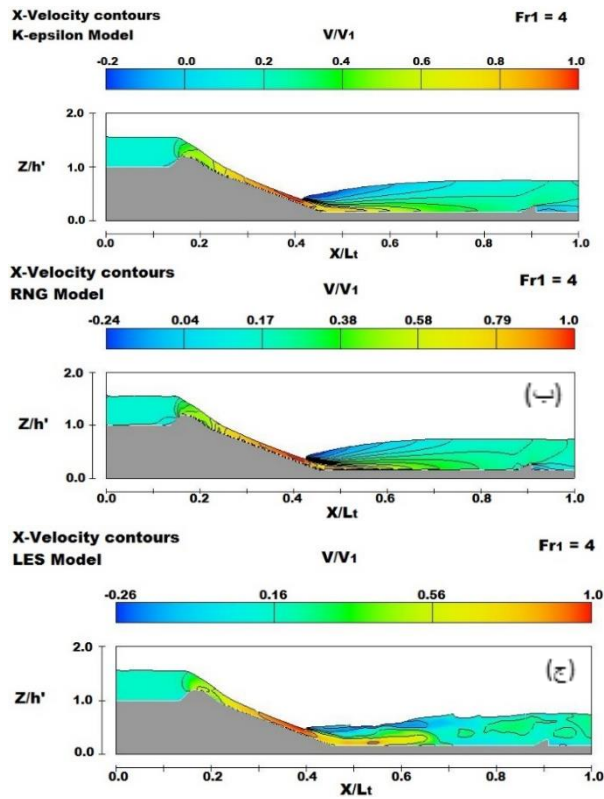 X-Velocity contours
K-epsilon Model
V/V1
Fr1 = 4
-0.2 0.0 0.2 0.4 0.6 0.8 1.0
2.0
Z/h'
1.0
0.0
0.0 0.2 0.4 0.6 0.8 1.0
X/Lt
X-Velocity contours
RNG Model
V/V1
Fr1 = 4
-0.24 0.04 0.17 0.38 0.58 0.79 1.0
2.0
(ب)
Z/h'
1.0
0.0
0.0 0.2 0.4 0.6 0.8 1.0
X/Lt
X-Velocity contours
LES Model
V/V1
Fr1 = 4
-0.26 0.16 0.56 1.0
2.0
(ج)
Z/h'
1.0
0.0
0.0 0.2 0.4 0.6 0.8 1.0
X/Lt